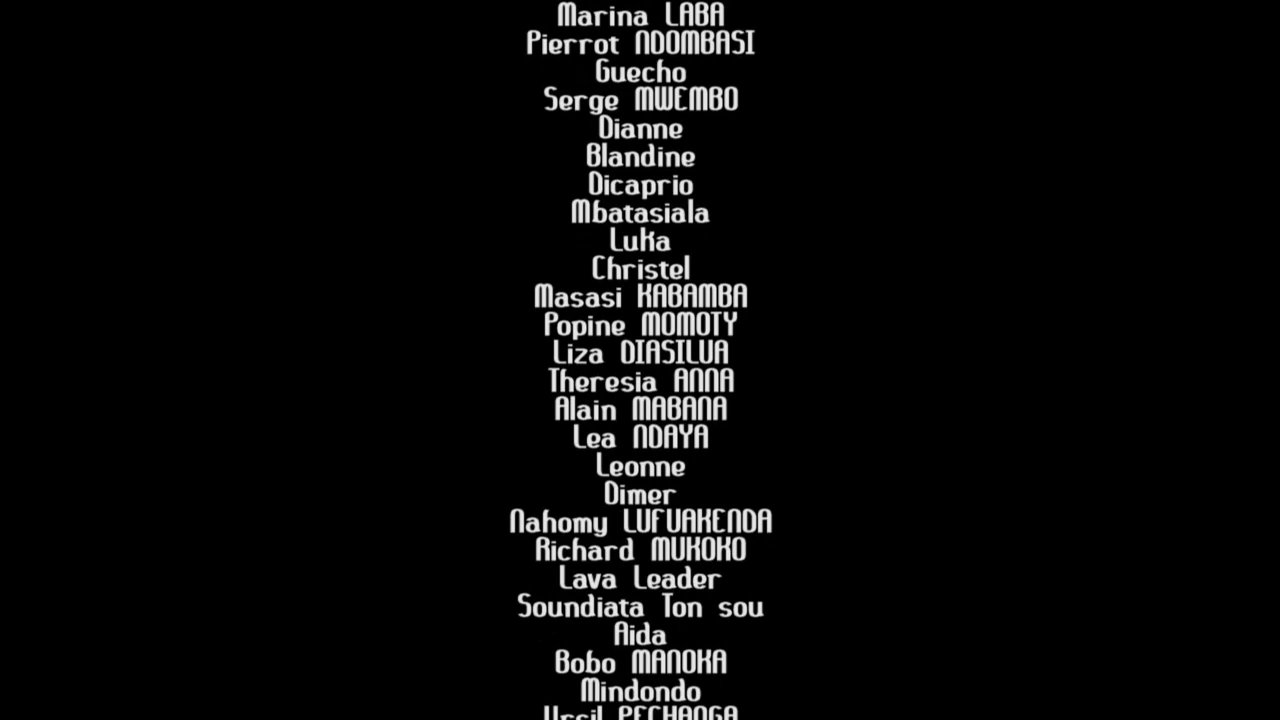 Marina LABA
Pierrot NDOMBASI
Guecho
Serge MWEMBO
Dianne
Blandine
Dicaprio
Mbatasiala
Luka
Christel
Masasi KABAMBA
Popine MOMOTY
Liza DIASILUA
Theresia ANNA
Alain MABANA
Lea NDAYA
Leonne
Dimer
Nahomy LUFUAKENDA
Richard MUKOKO
Lava Leader
Soundiata Ton sou
Aida
Bobo MANOKA
Mindondo